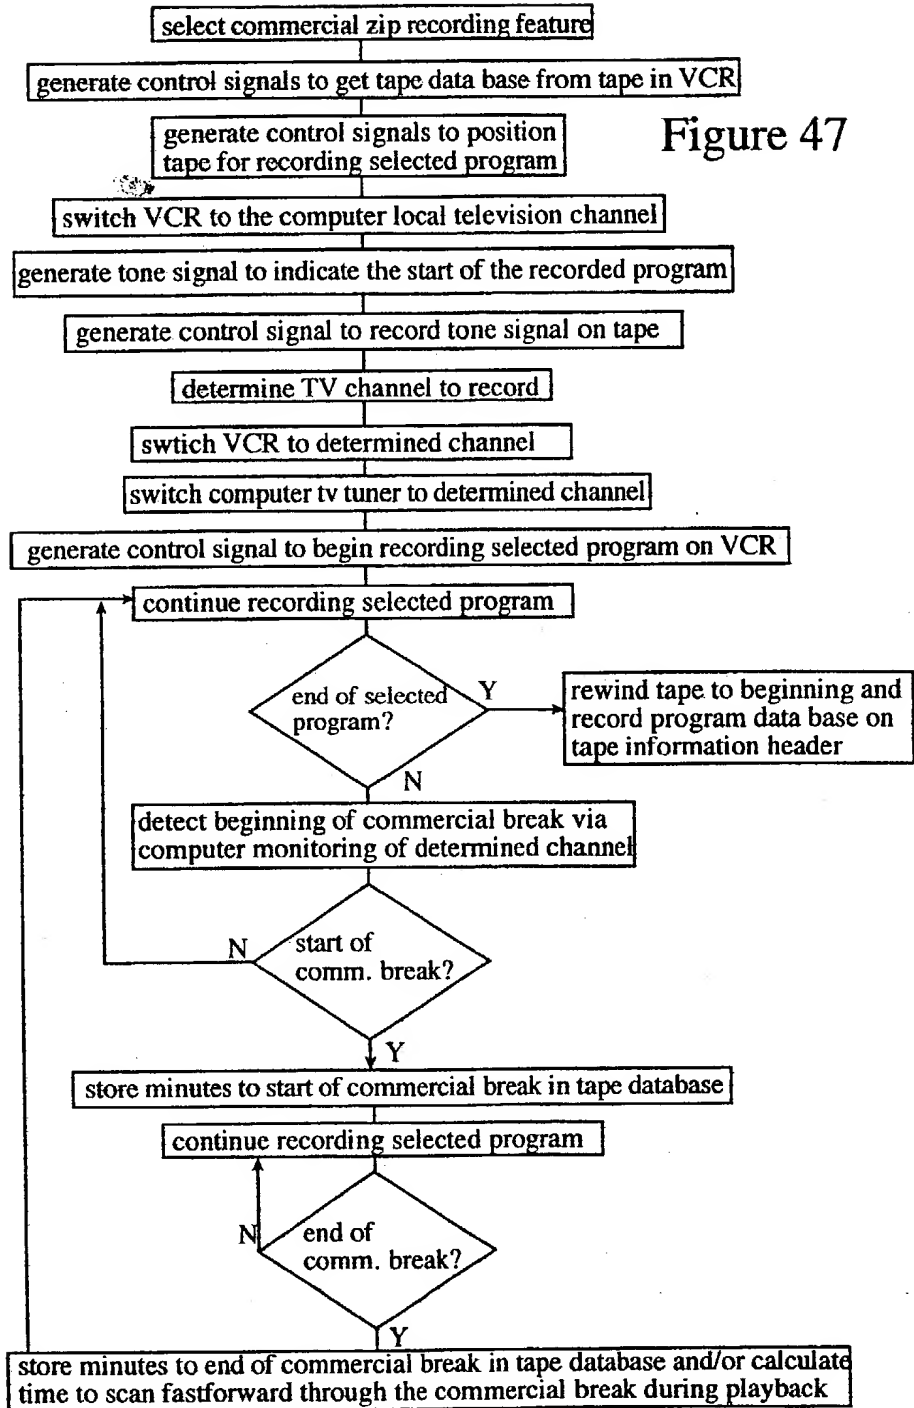 select commercial zip recording feature
generate control signals to get tape data base from tape in VCR
Figure 47
generate control signals to position
tape for recording selected program
switch VCR to the computer local television channel
generate tone signal to indicate the start of the recorded program
generate control signal to record tone signal on tape
determine TV channel to record
swtich VCR to determined channel
switch computer tv tuner to determined channel
generate control signal to begin recording selected program on VCR
continue recording selected program
end of selected
program?
Y
rewind tape to beginning and
record program data base on
tape information header
N
detect beginning of commercial break via
computer monitoring of determined channel
N
start of
comm. break?
Y
store minutes to start of commercial break in tape database
continue recording selected program
N
end of
comm. break?
Y
store minutes to end of commercial break in tape database and/or calculate
time to scan fastforward through the commercial break during playback